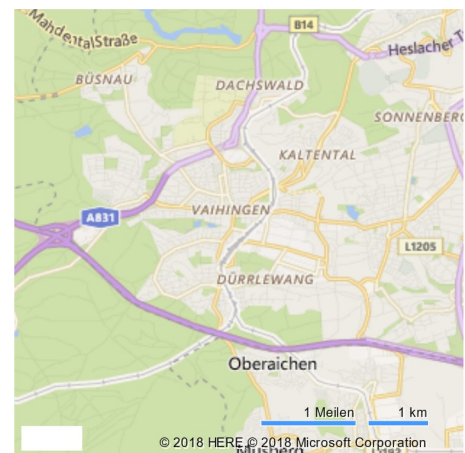 B14
MahdentalStraße
Heslacher T
BÜSNAU
DACHSWALD
SONNENBERG
KALTENTAL
VAIHINGEN
A831
L1205
DÜRRLEWANG
Oberaichen
1 Meilen
1 km
© 2018 HERE © 2018 Microsoft Corporation
Musberg